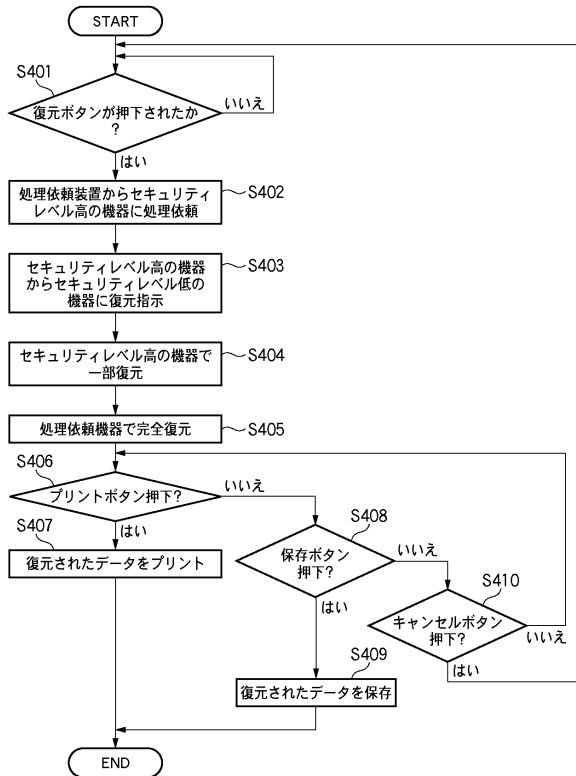 START
S401
復元ボタンが押下されたか
?
いいえ
はい
処理依頼装置からセキュリティ
レベル高の機器に処理依頼
S402
セキュリティレベル高の機器
からセキュリティレベル低の
機器に復元指示
S403
セキュリティレベル高の機器で
一部復元
S404
処理依頼機器で完全復元
S405
S406
プリントボタン押下?
いいえ
はい
S407
復元されたデータをプリント
S408
保存ボタン
押下?
いいえ
はい
S410
キャンセルボタン
押下?
いいえ
はい
S409
復元されたデータを保存
END